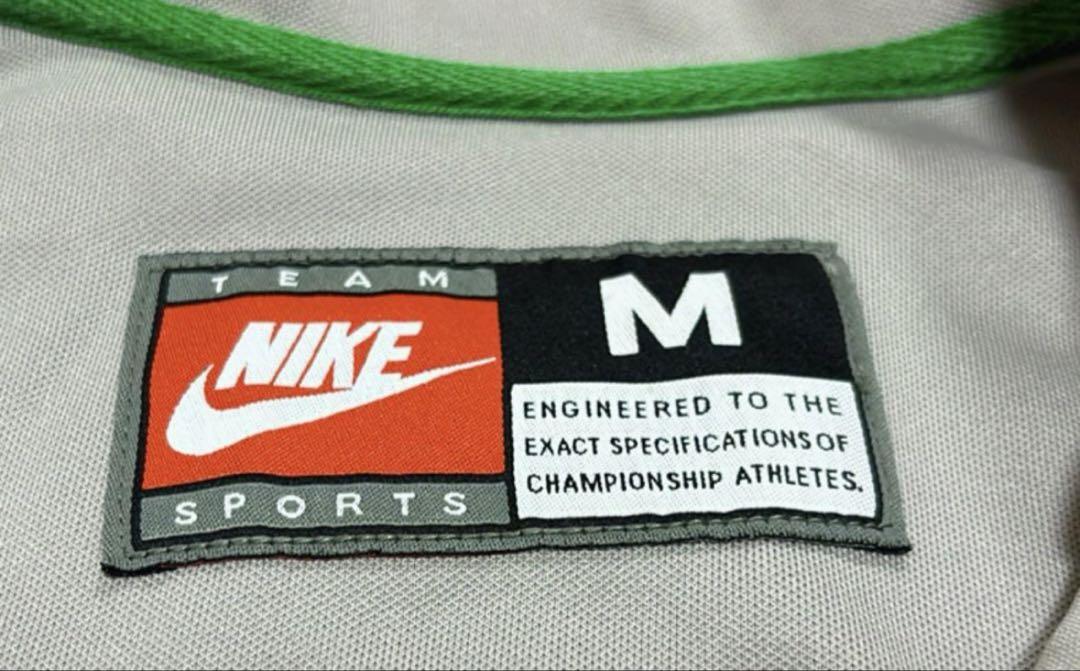 TEAM
NIKE
SPORTS
M
ENGINEERED TO THE
EXACT SPECIFICATIONS OF
CHAMPIONSHIP ATHLETES.